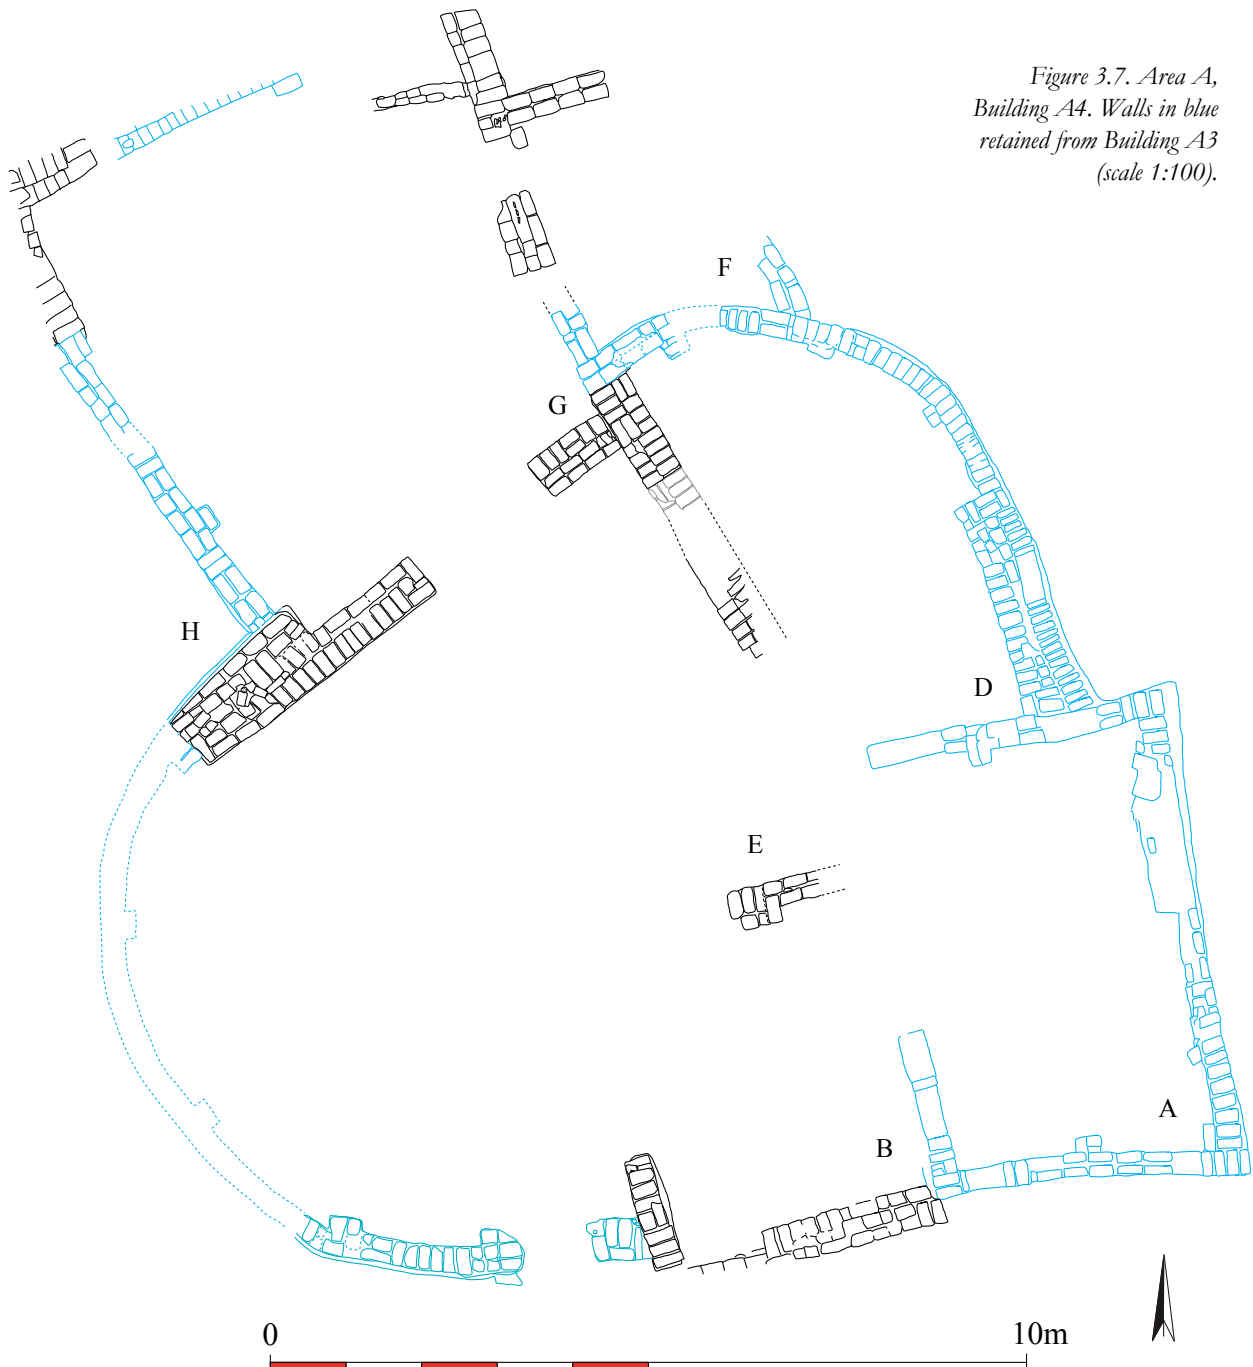 Figure 3.7. Area A,
Building A4. Walls in blue
retained from Building A3
(scale 1:100).
F
G
H
D
E
A
B
0 10m